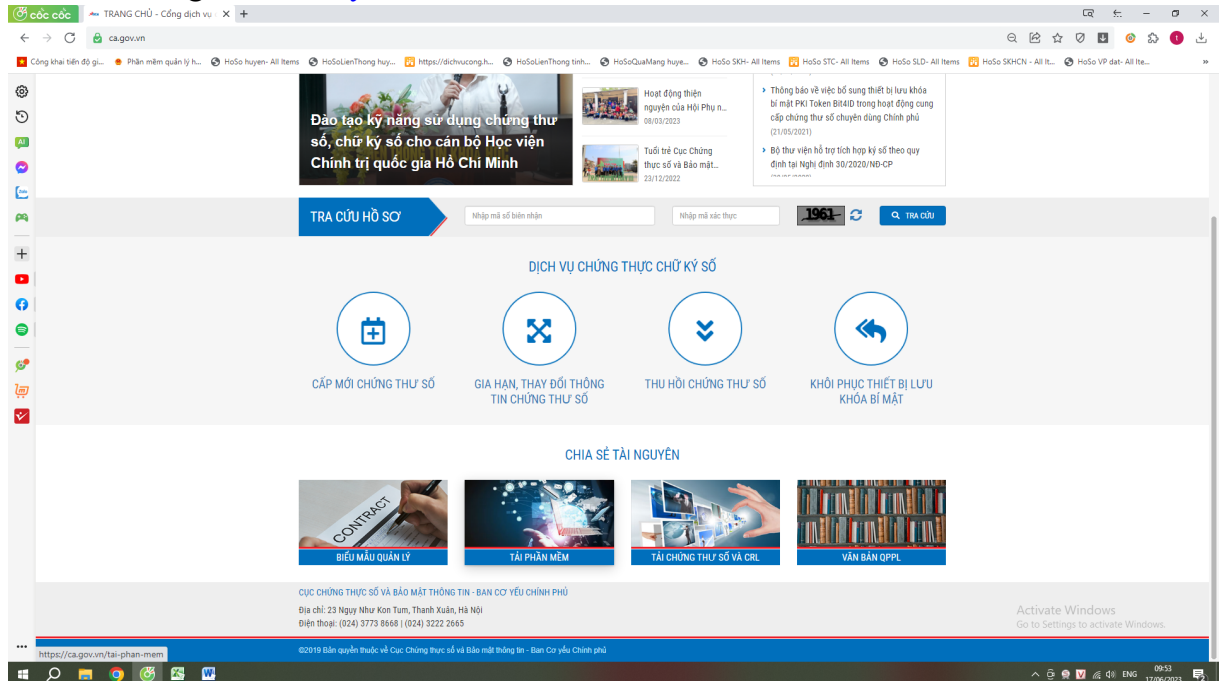 cốc cốc
TRANG CHỦ - Cổng dịch vụ
ca.gov.vn
Công khai tiến độ gi...
Phần mềm quản lý h...
HoSo huyen- All Items
HoSoLienThong huy...
https://dichvucong.h...
HoSoLienThong tinh...
HoSoQuaMang huye...
HoSo SKH- All Items
HoSo STC- All Items
HoSo SLD- All Items
HoSo SKHCN - All It...
HoSo VP dat- All Ite...
Đào tạo kỹ năng sử dụng chứng thư
số, chữ ký số cho cán bộ Học viện
Chính trị quốc gia Hồ Chí Minh
Hoạt động thiện
nguyện của Hội Phụ n...
08/03/2023
Tuổi trẻ Cục Chứng
thực số và Bảo mật...
23/12/2022
Thông báo về việc bổ sung thiết bị lưu khóa
bí mật PKI Token Bit4ID trong hoạt động cung
cấp chứng thư số chuyên dùng Chính phủ
(21/05/2021)
Bộ thư viện hỗ trợ tích hợp ký số theo quy
định tại Nghị định 30/2020/NĐ-CP
TRA CỨU HỒ SƠ
Nhập mã số biên nhận
Nhập mã xác thực
1961
TRA CỨU
DỊCH VỤ CHỨNG THỰC CHỮ KÝ SỐ
CẤP MỚI CHỨNG THƯ SỐ
GIA HẠN, THAY ĐỔI THÔNG
TIN CHỨNG THƯ SỐ
THU HỒI CHỨNG THƯ SỐ
KHÔI PHỤC THIẾT BỊ LƯU
KHÓA BÍ MẬT
CHIA SẺ TÀI NGUYÊN
CONTRACT
BIỂU MẪU QUẢN LÝ
TẢI PHẦN MỀM
TẢI CHỨNG THƯ SỐ VÀ CRL
VĂN BẢN QPPL
CỤC CHỨNG THỰC SỐ VÀ BẢO MẬT THÔNG TIN - BAN CƠ YẾU CHÍNH PHỦ
Địa chỉ: 23 Ngụy Như Kon Tum, Thanh Xuân, Hà Nội
Điện thoại: (024) 3773 8668 | (024) 3222 2665
Activate Windows
Go to Settings to activate Windows.
©2019 Bản quyền thuộc về Cục Chứng thực số và Bảo mật thông tin - Ban Cơ yếu Chính phủ
https://ca.gov.vn/tai-phan-mem
ENG
09:53
17/06/2023